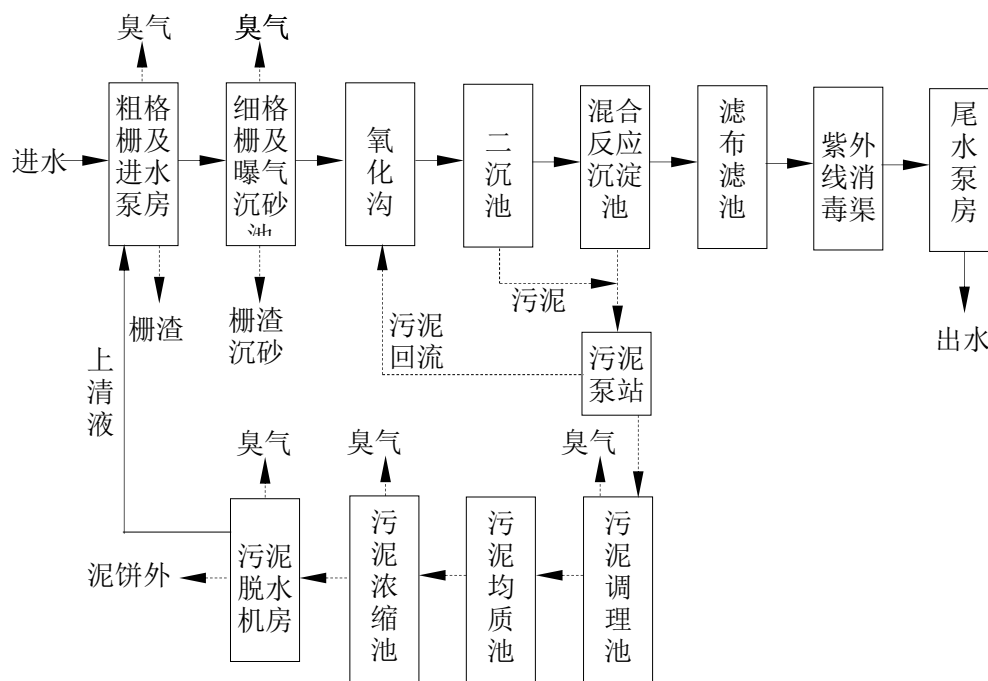 臭气
臭气
粗格
栅及
进水
泵房
细格
栅及
曝气
沉砂
池
氧
化
沟
二
沉
池
混合
反应
沉淀
池
滤
布
滤
池
紫外
线消
毒渠
尾
水
泵
房
进水
栅渣
栅渣
沉砂
污泥
回流
污泥
出水
污泥
泵站
上
清
液
臭气
臭气
臭气
泥饼外
污泥
脱水
机房
污
泥
浓
缩
池
污
泥
均
质
池
污
泥
调
理
池